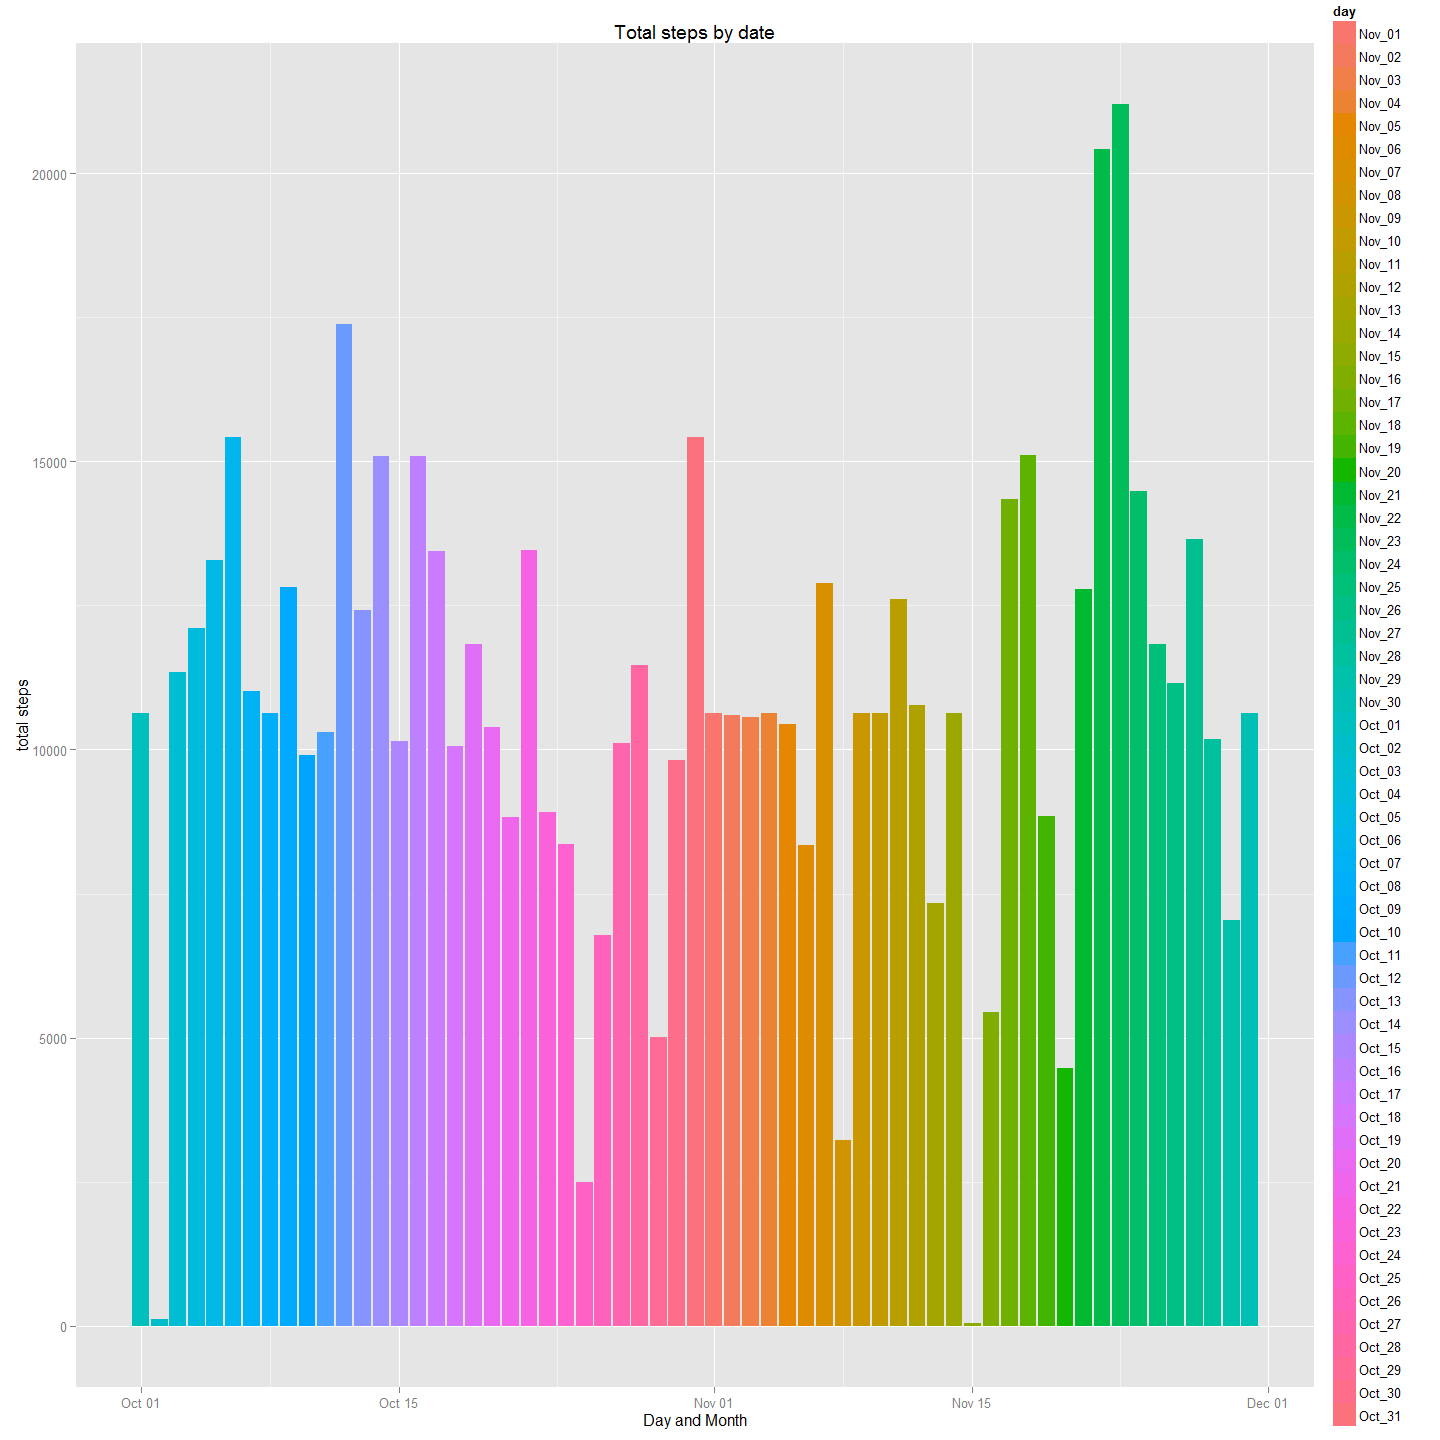 Total steps by date
total steps
20000
15000
10000
5000
0
Oct 01
Oct 15
Nov 01
Nov 15
Dec 01
Day and Month
day
Nov_01
Nov_02
Nov_03
Nov_04
Nov_05
Nov_06
Nov_07
Nov_08
Nov_09
Nov_10
Nov_11
Nov_12
Nov_13
Nov_14
Nov_15
Nov_16
Nov_17
Nov_18
Nov_19
Nov_20
Nov_21
Nov_22
Nov_23
Nov_24
Nov_25
Nov_26
Nov_27
Nov_28
Nov_29
Nov_30
Oct_01
Oct_02
Oct_03
Oct_04
Oct_05
Oct_06
Oct_07
Oct_08
Oct_09
Oct_10
Oct_11
Oct_12
Oct_13
Oct_14
Oct_15
Oct_16
Oct_17
Oct_18
Oct_19
Oct_20
Oct_21
Oct_22
Oct_23
Oct_24
Oct_25
Oct_26
Oct_27
Oct_28
Oct_29
Oct_30
Oct_31